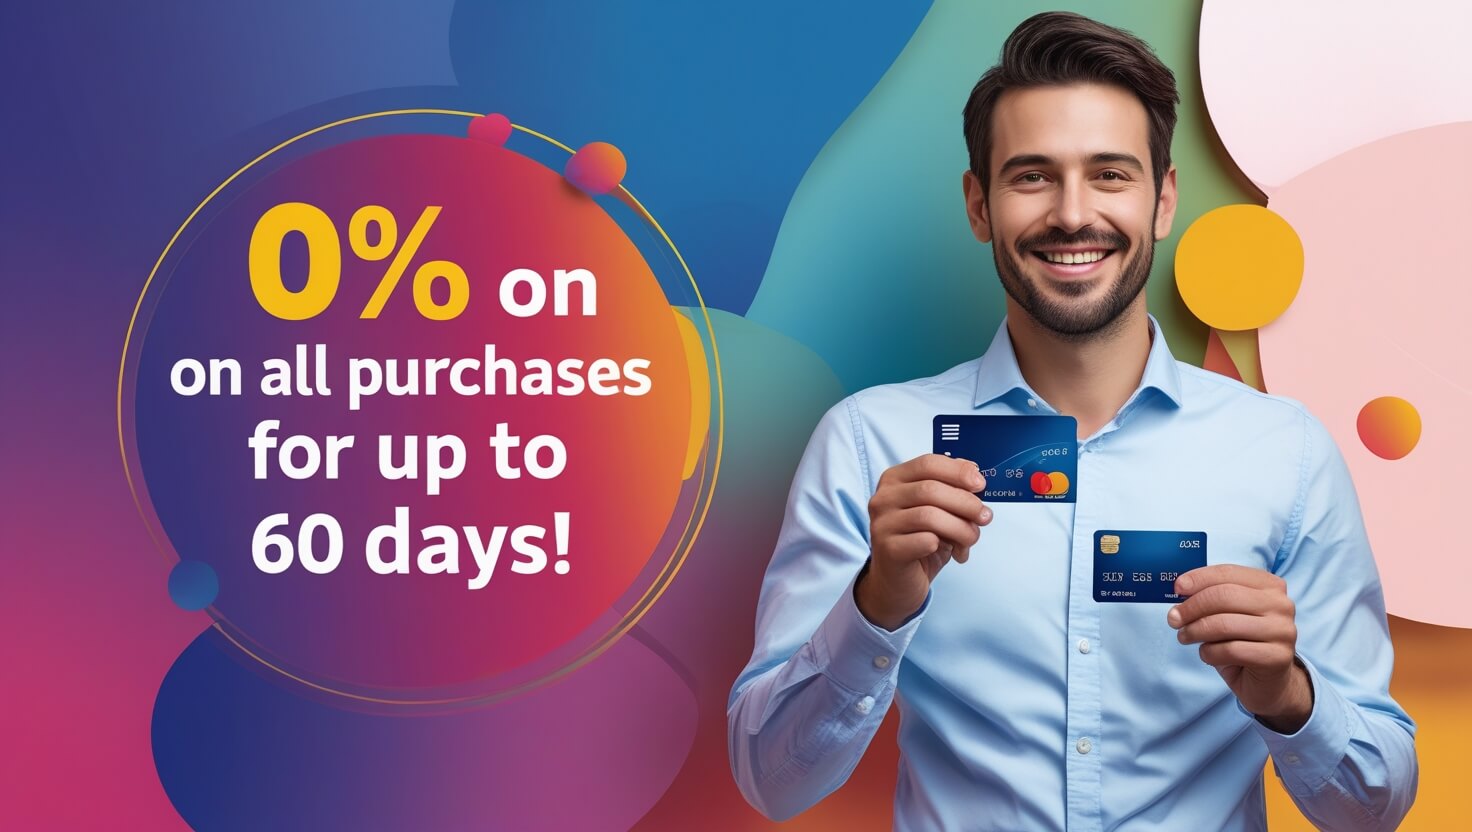 0% on
on all purchases
for up to
60 days!